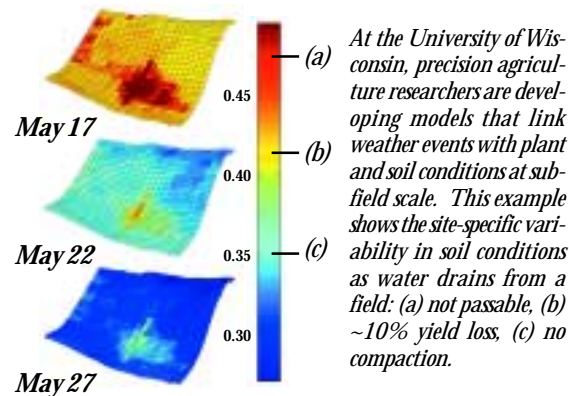 May 17
May 22
May 27
0.45
0.40
0.35
0.30
(a)
(b)
(c)
At the University of Wis-
consin, precision agricul-
ture researchers are devel-
oping models that link
weather events with plant
and soil conditions at sub-
field scale. This example
shows the site-specific vari-
ability in soil conditions
as water drains from a
field: (a) not passable, (b)
~10% yield loss, (c) no
compaction.